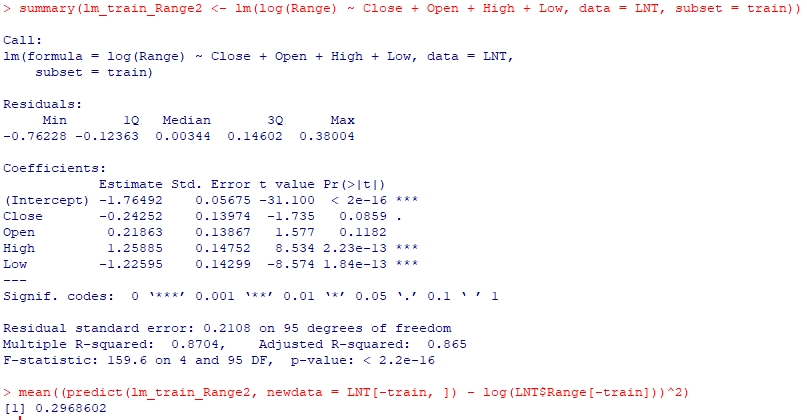 > summary(lm_train_Range2 <- lm(log(Range) ~ Close + Open + High + Low, data = LNT, subset = train))
Call:
lm(formula = log(Range) ~ Close + Open + High + Low, data = LNT,
    subset = train)
Residuals:
     Min       1Q   Median       3Q      Max
-0.76228 -0.12363  0.00344  0.14602  0.38004
Coefficients:
            Estimate Std. Error t value Pr(>|t|)
(Intercept) -1.76492    0.05675 -31.100  < 2e-16 ***
Close       -0.24252    0.13974  -1.735   0.0859 .
Open         0.21863    0.13867   1.577   0.1182
High         1.25885    0.14752   8.534 2.23e-13 ***
Low         -1.22595    0.14299  -8.574 1.84e-13 ***
---
Signif. codes:  0 ‘***’ 0.001 ‘**’ 0.01 ‘*’ 0.05 ‘.’ 0.1 ‘ ’ 1
Residual standard error: 0.2108 on 95 degrees of freedom
Multiple R-squared:  0.8704,    Adjusted R-squared:  0.865
F-statistic: 159.6 on 4 and 95 DF,  p-value: < 2.2e-16
> mean((predict(lm_train_Range2, newdata = LNT[-train, ]) - log(LNT$Range[-train]))^2)
[1] 0.2968602